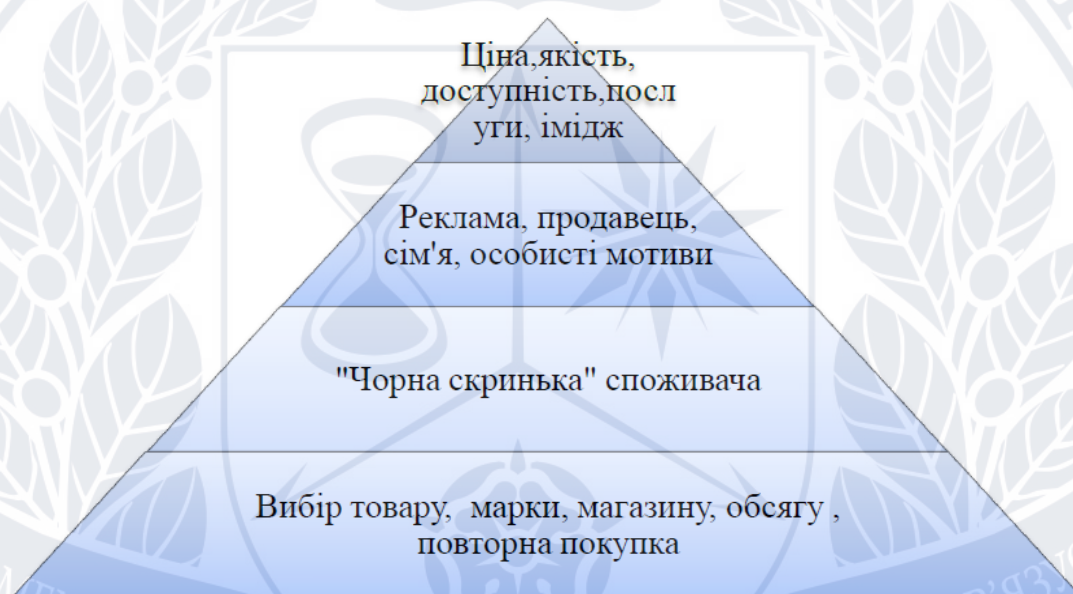 Ціна,якість,
доступність,посл
уги, імідж
Реклама, продавець,
сім'я, особисті мотиви
"Чорна скринька" споживача
Вибір товару, марки, магазину, обсягу ,
повторна покупка